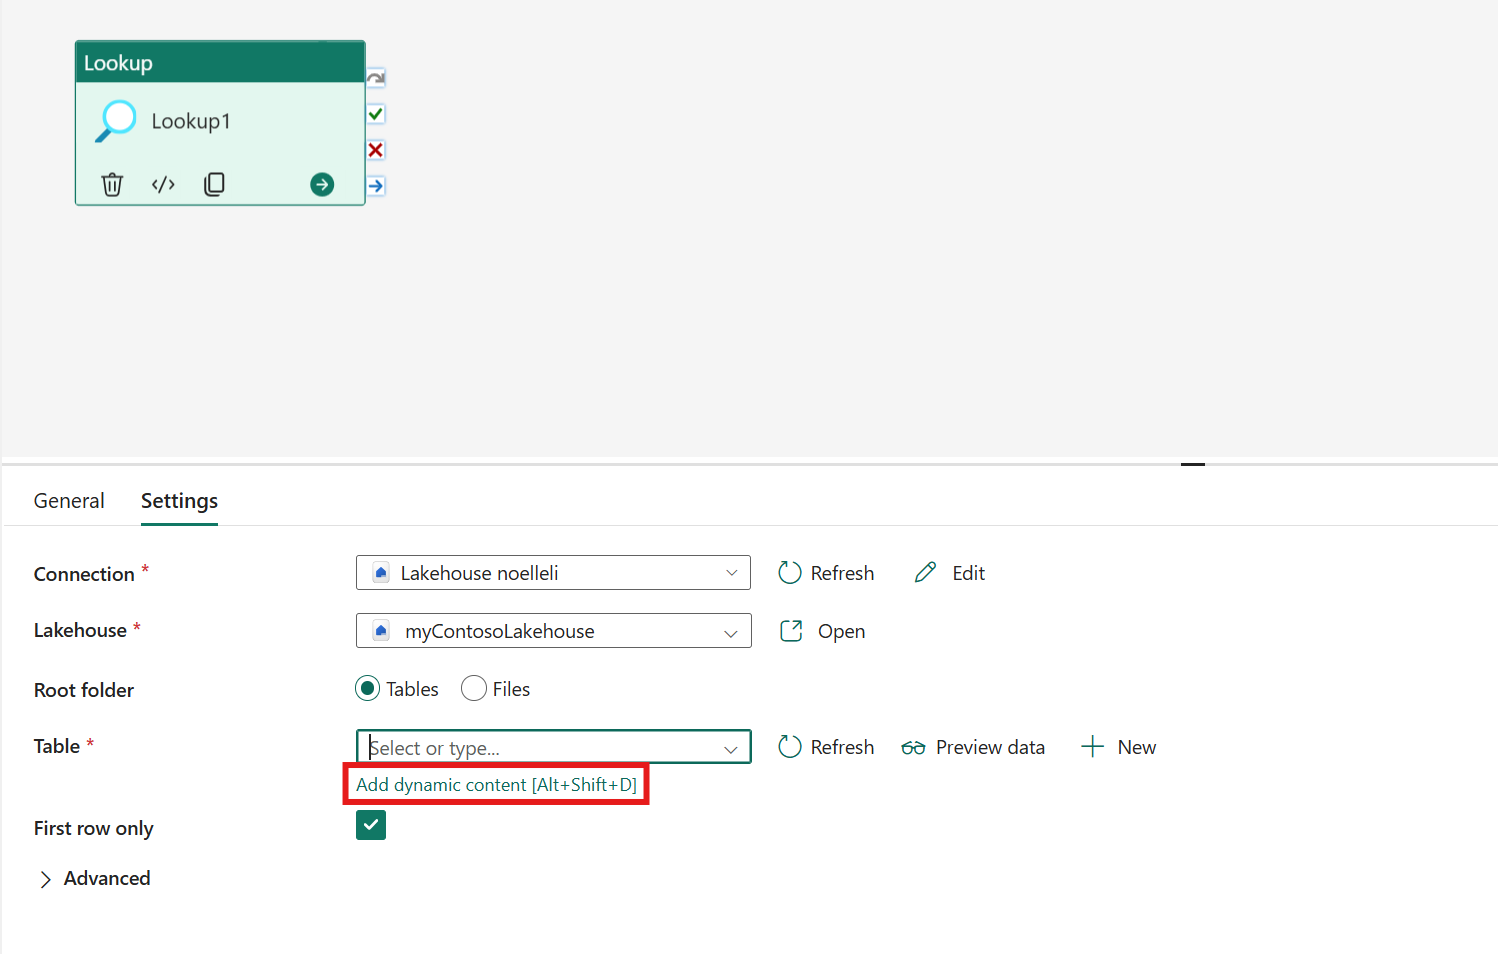 Lookup
Lookup1
General Settings
Connection * Lakehouse noelleli Refresh Edit
Lakehouse * myContosoLakehouse Open
Root folder Tables Files
Table * Select or type... Refresh Preview data New
Add dynamic content [Alt+Shift+D]
First row only
Advanced